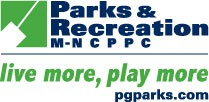 Parks &
Recreation
M-NCPPC
live more, play more
pgparks.com